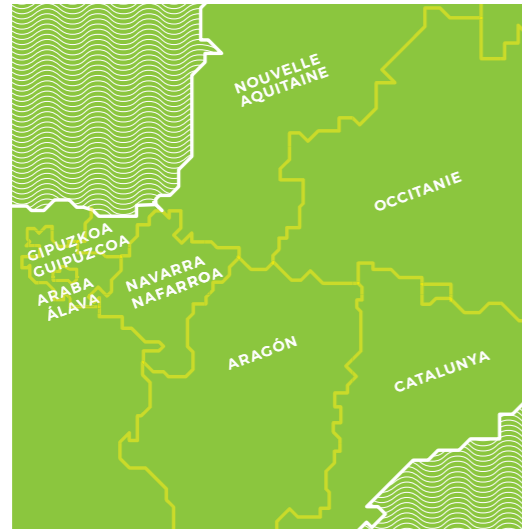 NOUVELLE
AQUITAINE
OCCITANIE
GIPUZKOA
GUIPÚZCOA
ARABA
ÁLAVA
NAVARRA
NAFARROA
ARAGÓN
CATALUNYA